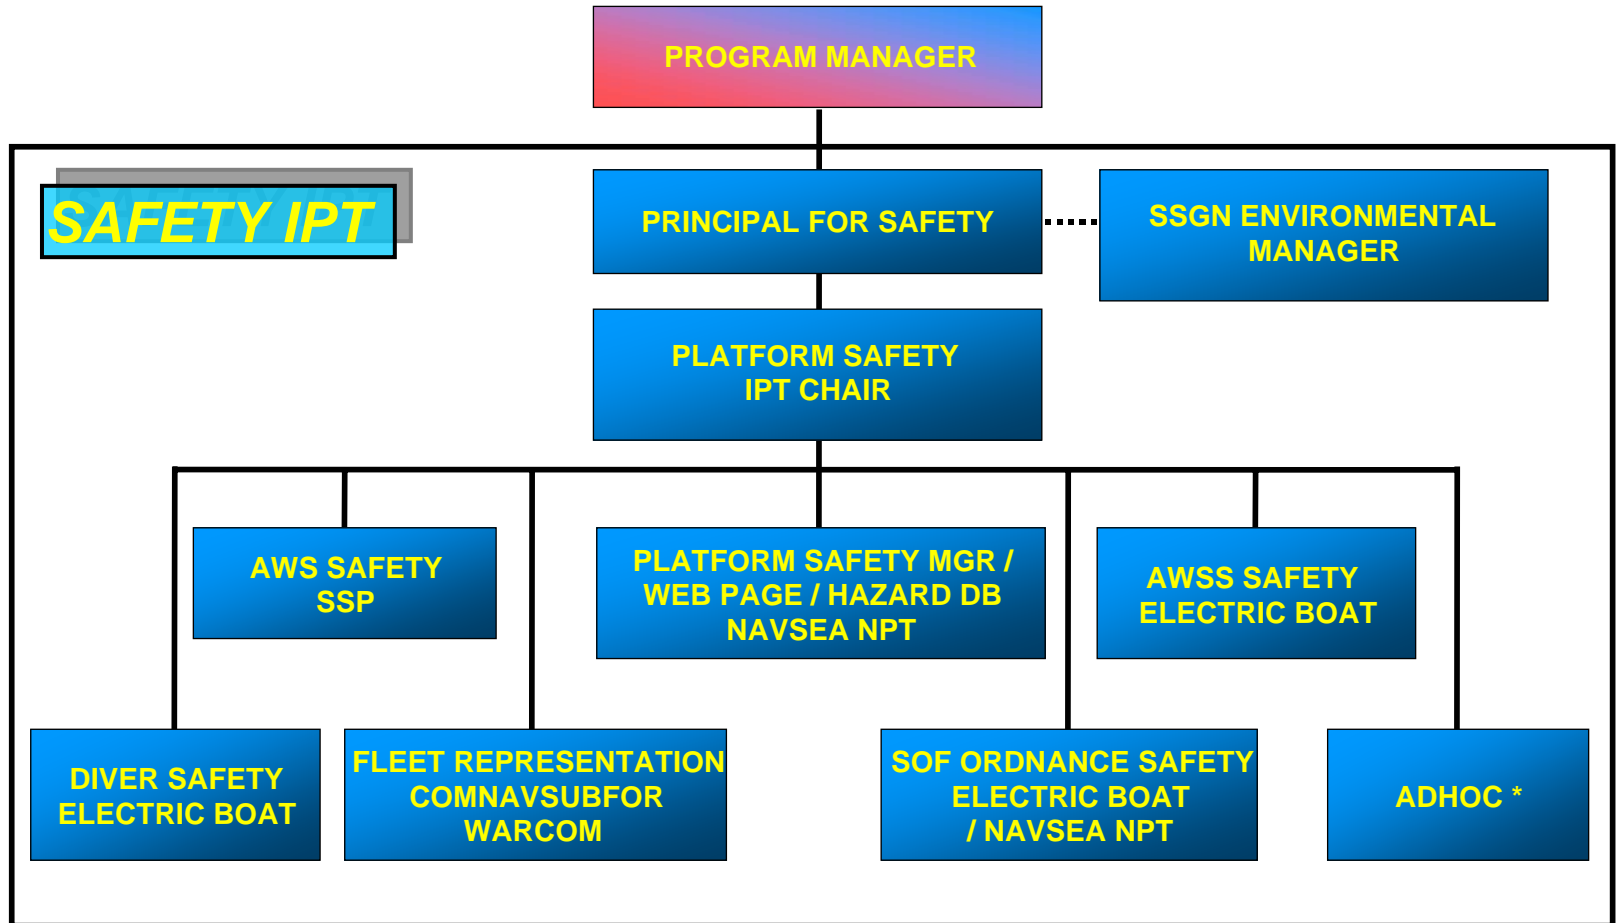 PROGRAM MANAGER
SAFETY IPT
PRINCIPAL FOR SAFETY
SSGN ENVIRONMENTAL
MANAGER
PLATFORM SAFETY
IPT CHAIR
AWS SAFETY
SSP
PLATFORM SAFETY MGR /
WEB PAGE / HAZARD DB
NAVSEA NPT
AWSS SAFETY
ELECTRIC BOAT
DIVER SAFETY
ELECTRIC BOAT
FLEET REPRESENTATION
COMNAVSUBFOR
WARCOM
SOF ORDNANCE SAFETY
ELECTRIC BOAT
/ NAVSEA NPT
ADHOC *